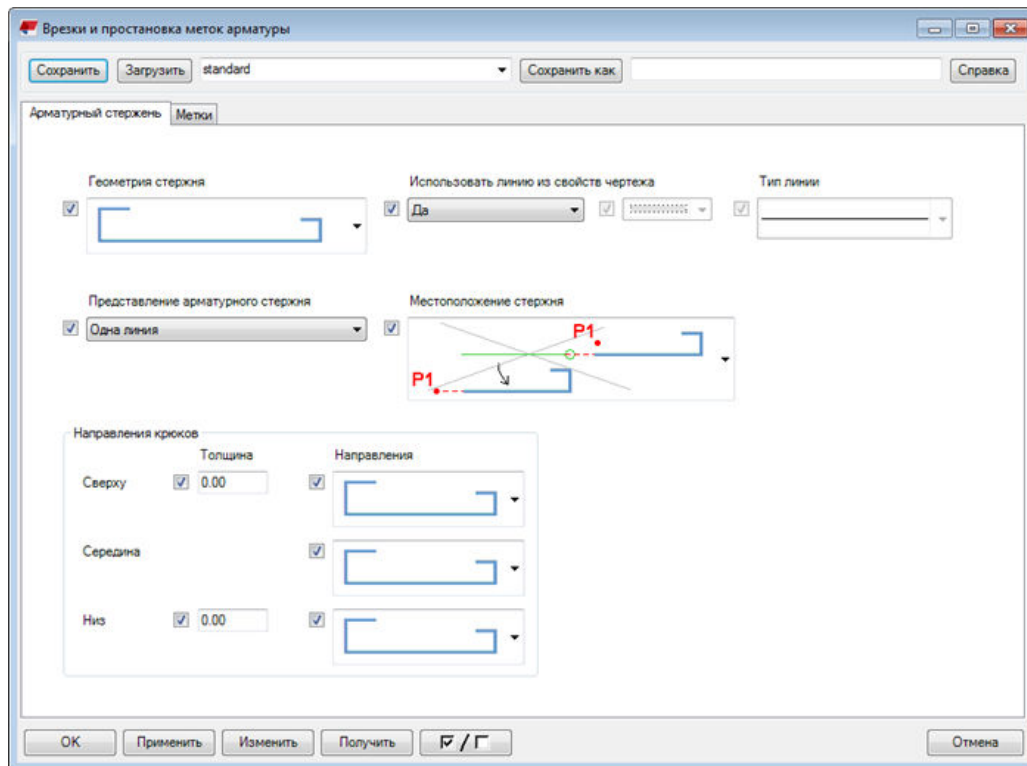 Врезки и простановка меток арматуры
Сохранить Загрузить standard Сохранить как Справка
Арматурный стержень Метки
Геометрия стержня Использовать линию из свойств чертежа Тип линии
Да
Представление арматурного стержня Местоположение стержня
Одна линия
P1
P1
Направления крюков
Толщина Направления
Сверху 0.00
Середина
Низ 0.00
OK Применить Изменить Получить / Отмена